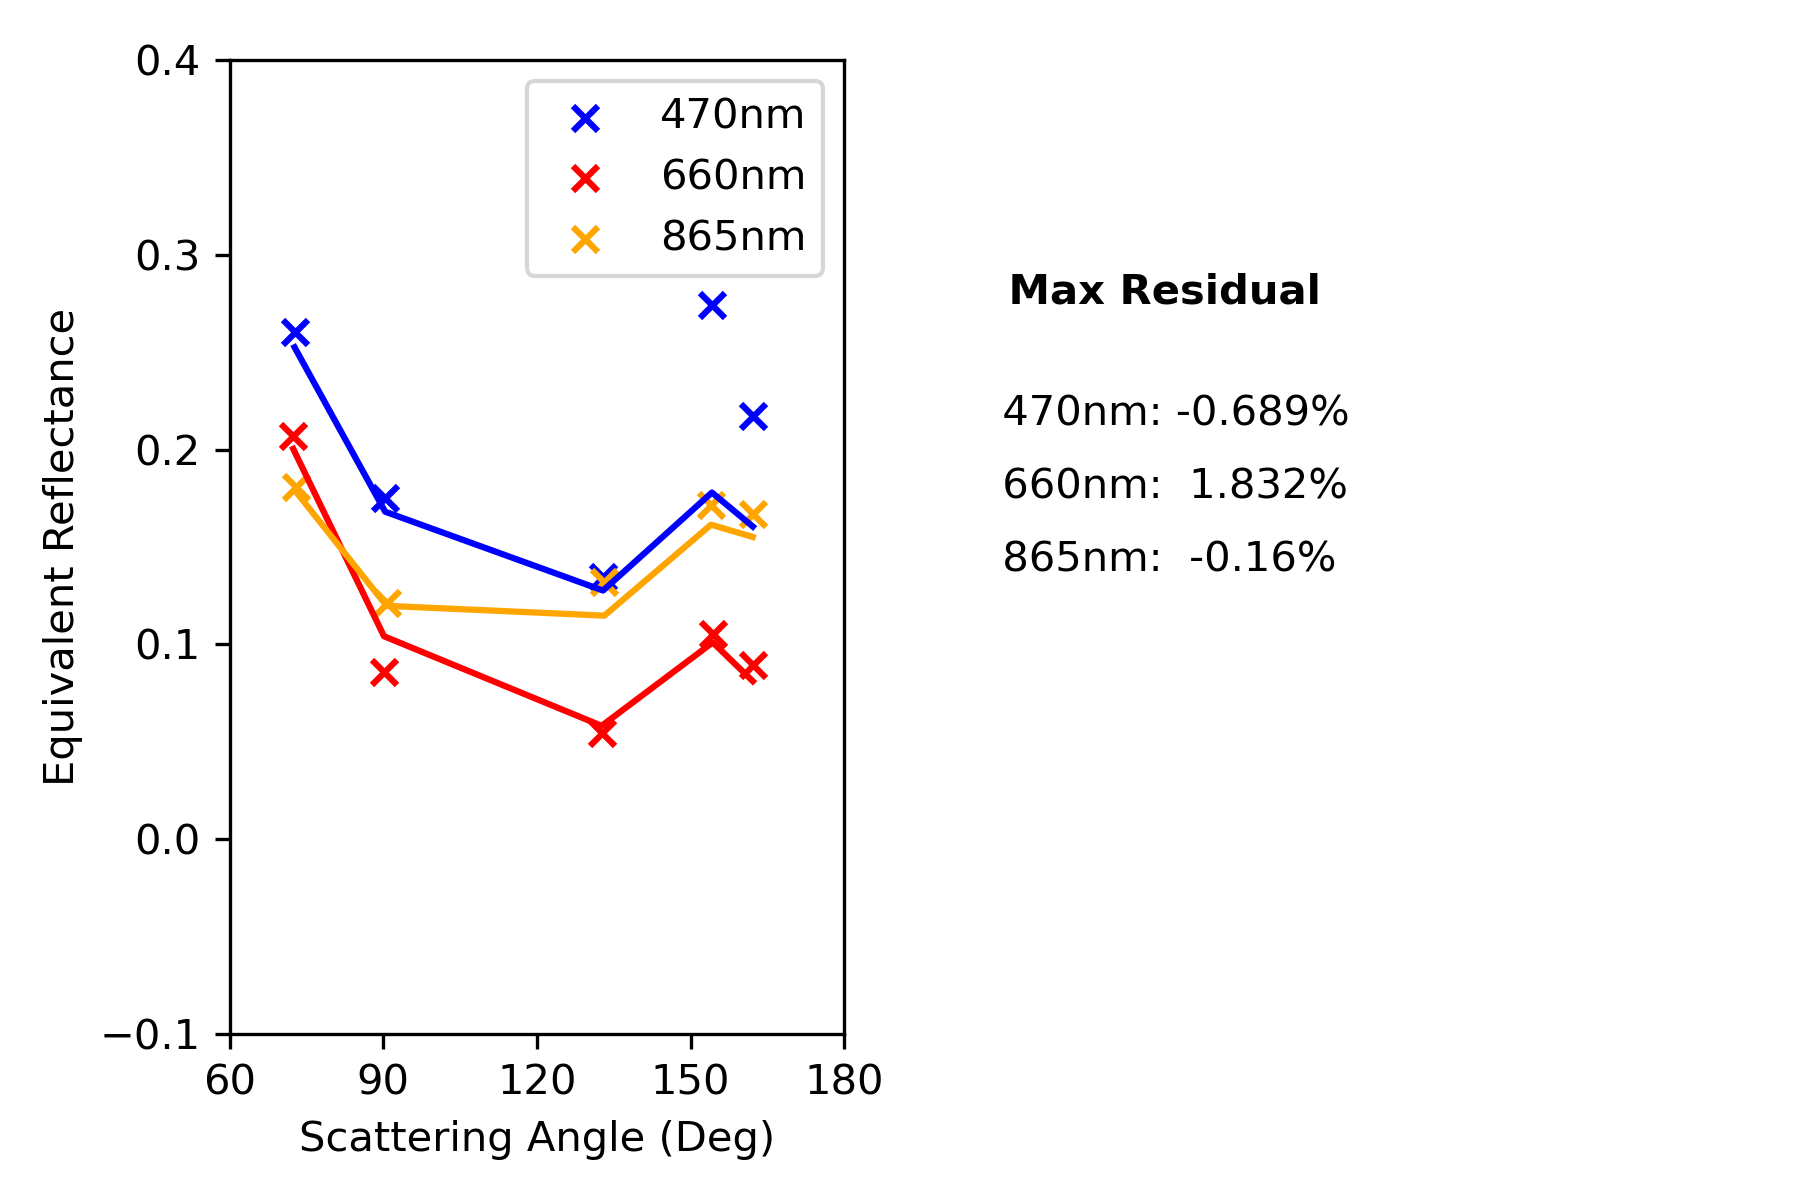 0.4
0.3
0.2
0.1
0.0
−0.1
Equivalent Reflectance
60 90 120 150 180
Scattering Angle (Deg)
470nm
660nm
865nm
Max Residual
470nm: -0.689%
660nm: 1.832%
865nm: -0.16%